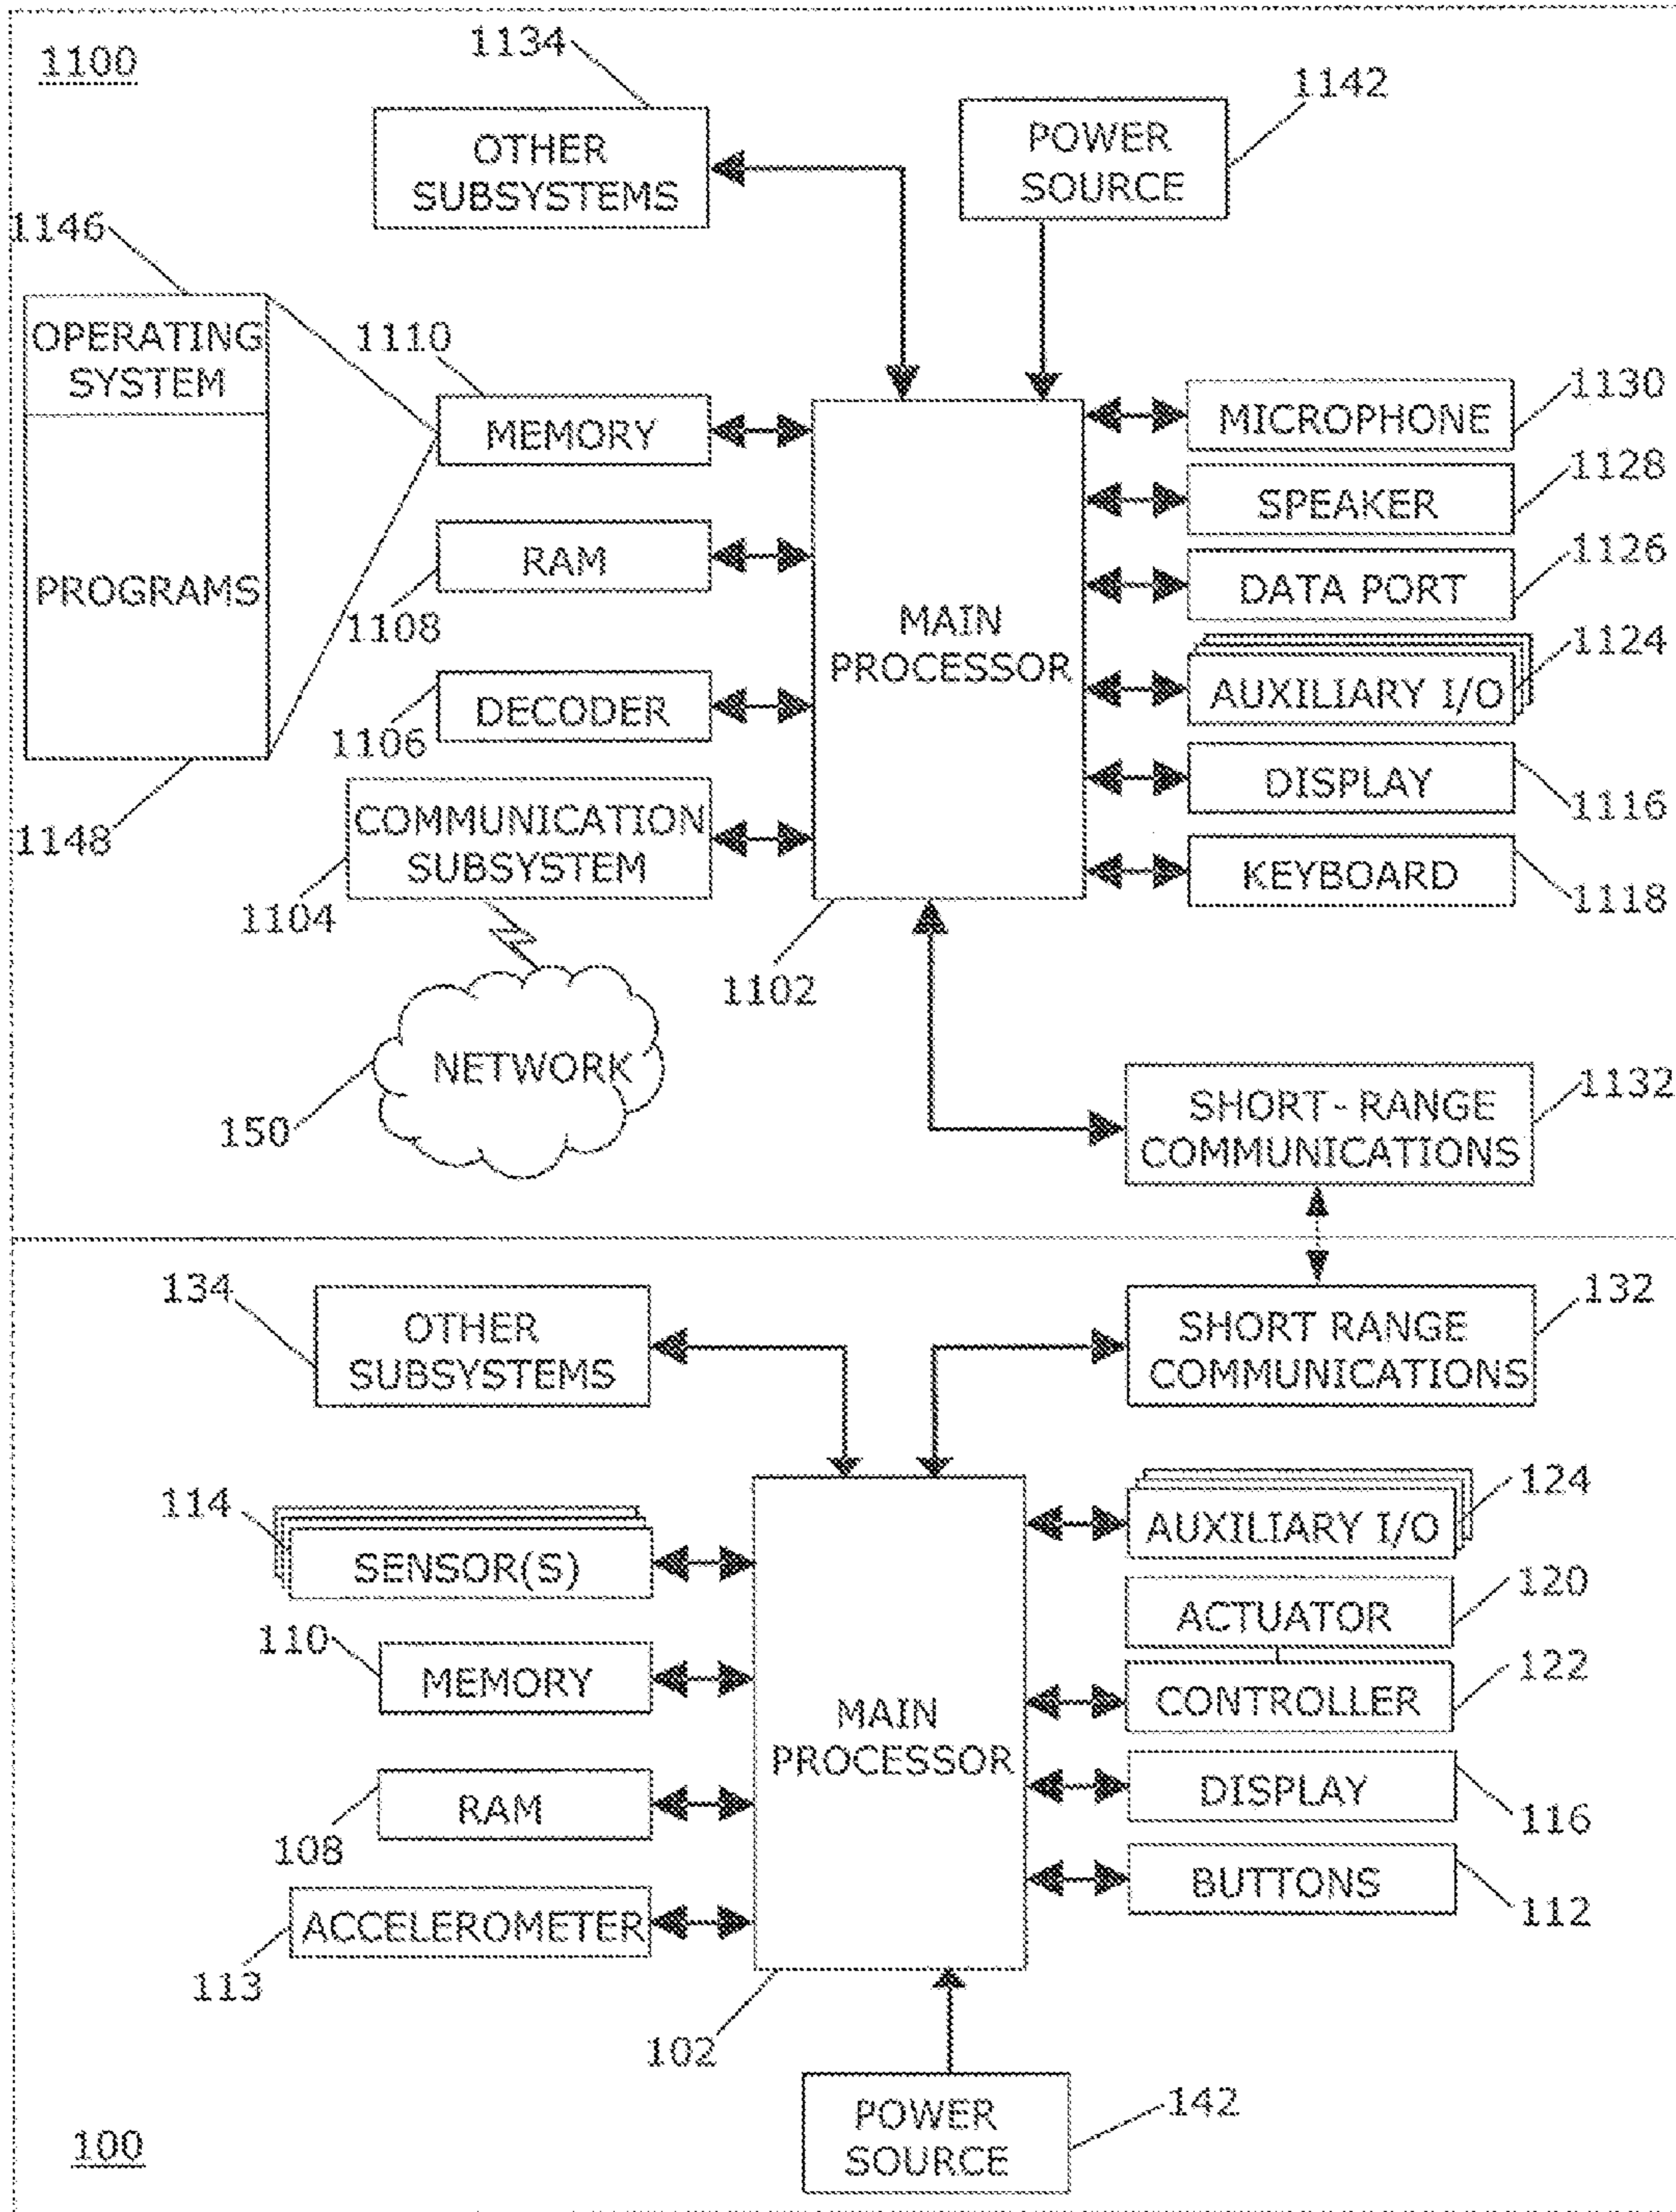 1100
1134
OTHER
SUBSYSTEMS
1142
POWER
SOURCE
1146
OPERATING
SYSTEM
PROGRAMS
1148
1110
MEMORY
RAM
1108
DECODER
1106
COMMUNICATION
SUBSYSTEM
1104
MAIN
PROCESSOR
1102
MICROPHONE
1130
SPEAKER
1128
DATA PORT
1126
AUXILIARY I/O
1124
DISPLAY
1116
KEYBOARD
1118
NETWORK
150
SHORT-RANGE
COMMUNICATIONS
1132
134
OTHER
SUBSYSTEMS
SHORT RANGE
COMMUNICATIONS
132
114
SENSOR(S)
110
MEMORY
RAM
108
ACCELEROMETER
113
MAIN
PROCESSOR
102
AUXILIARY I/O
124
ACTUATOR
120
CONTROLLER
122
DISPLAY
116
BUTTONS
112
POWER
SOURCE
142
100